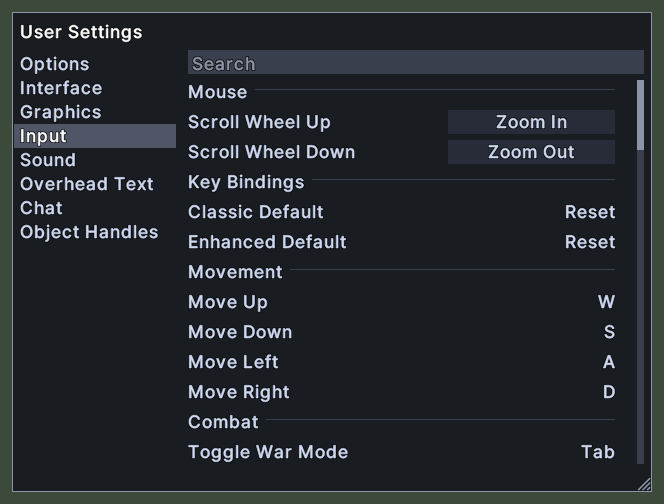 User Settings
Options
Interface
Graphics
Input
Sound
Overhead Text
Chat
Object Handles
Search
Mouse
Scroll Wheel Up Zoom In
Scroll Wheel Down Zoom Out
Key Bindings
Classic Default Reset
Enhanced Default Reset
Movement
Move Up W
Move Down S
Move Left A
Move Right D
Combat
Toggle War Mode Tab